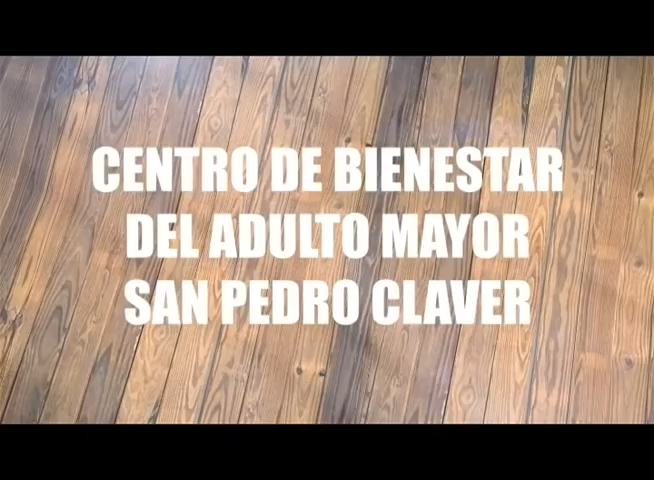 CENTRO DE BIENESTAR
DEL ADULTO MAYOR
SAN PEDRO CLAVER